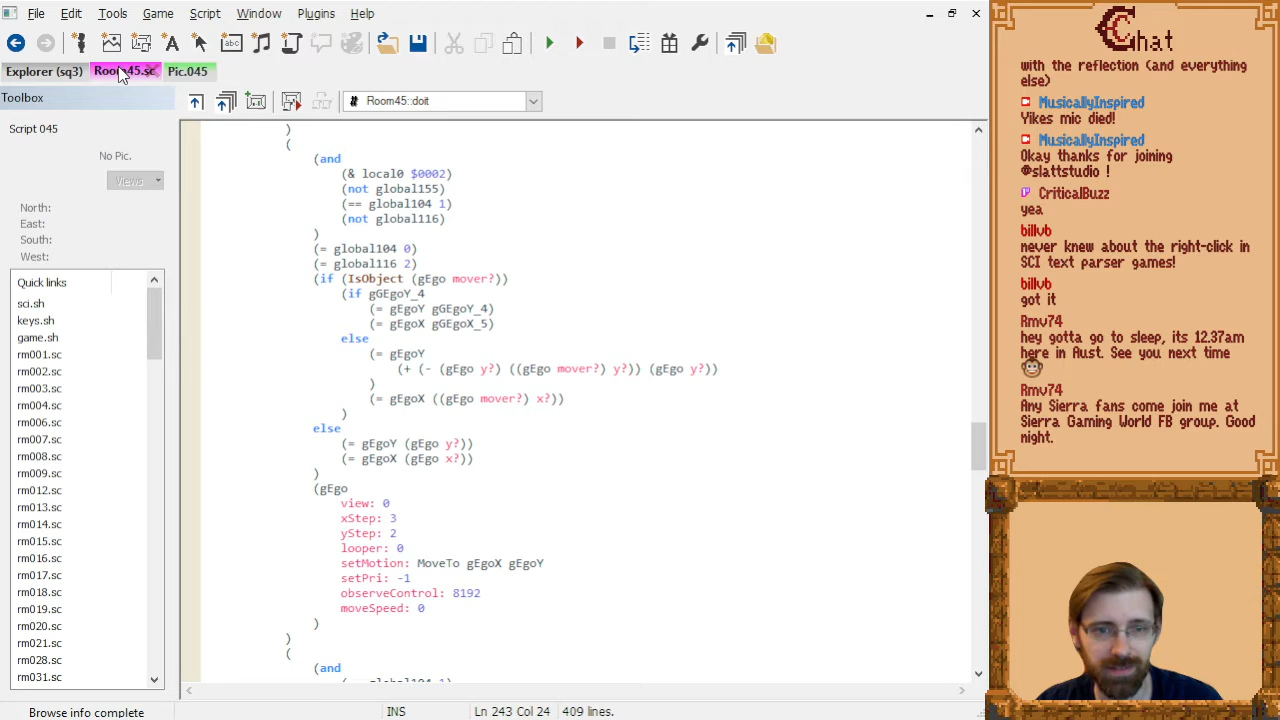 File Edit Tools Game Script Window Plugins Help
Explorer (sq3) Room45.sc Pic.045
Toolbox
# Room45::doit
Script 045
No Pic.
Views
North:
East:
South:
West:
Quick links
sci.sh
keys.sh
game.sh
rm001.sc
rm002.sc
rm003.sc
rm004.sc
rm006.sc
rm007.sc
rm008.sc
rm009.sc
rm012.sc
rm013.sc
rm014.sc
rm015.sc
rm016.sc
rm017.sc
rm018.sc
rm019.sc
rm020.sc
rm021.sc
rm028.sc
rm031.sc
)
(
(and
(& local0 $0002)
(not global155)
(== global104 1)
(not global116)
)
(= global104 0)
(= global116 2)
(if (IsObject (gEgo mover?))
(if gGEgoY_4
(= gEgoY gGEgoY_4)
(= gEgoX gGEgoX_5)
else
(= gEgoY
(+ (- (gEgo y?) ((gEgo mover?) y?)) (gEgo y?))
)
(= gEgoX ((gEgo mover?) x?))
)
else
(= gEgoY (gEgo y?))
(= gEgoX (gEgo x?))
)
(gEgo
view: 0
xStep: 3
yStep: 2
looper: 0
setMotion: MoveTo gEgoX gEgoY
setPri: -1
observeControl: 8192
moveSpeed: 0
)
)
(
(and
Browse info complete INS Ln 243 Col 24 409 lines.
Chat
with the reflection (and everything
else)
MusicallyInspired
Yikes mic died!
MusicallyInspired
Okay thanks for joining
@slattstudio !
CriticalBuzz
yea
billvb
never knew about the right-click in
SCI text parser games!
billvb
got it
Rmv74
hey gotta go to sleep, its 12.37am
here in Aust. See you next time
Rmv74
Any Sierra fans come join me at
Sierra Gaming World FB group. Good
night.